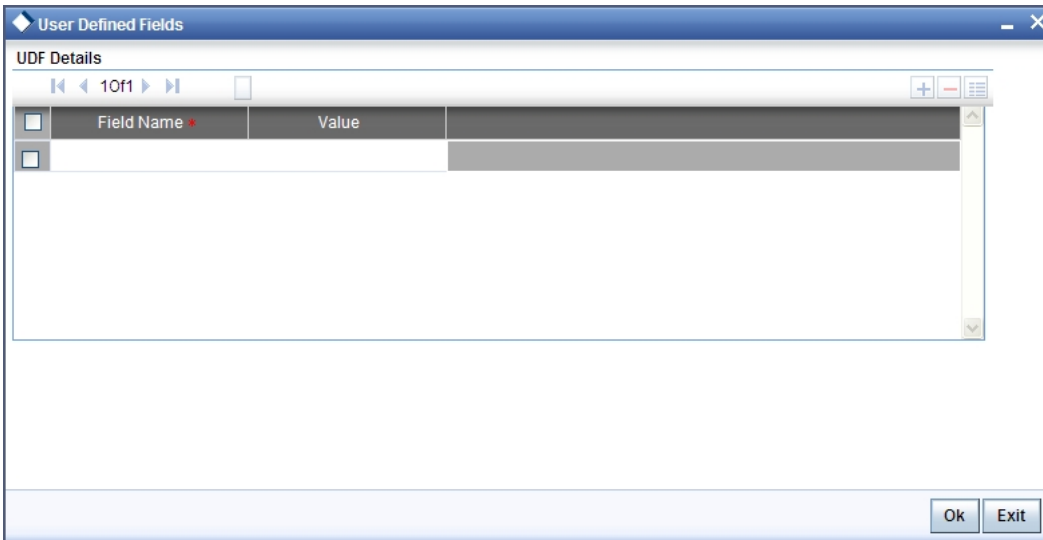 User Defined Fields
UDF Details
1Of1
Field Name * Value
Ok Exit